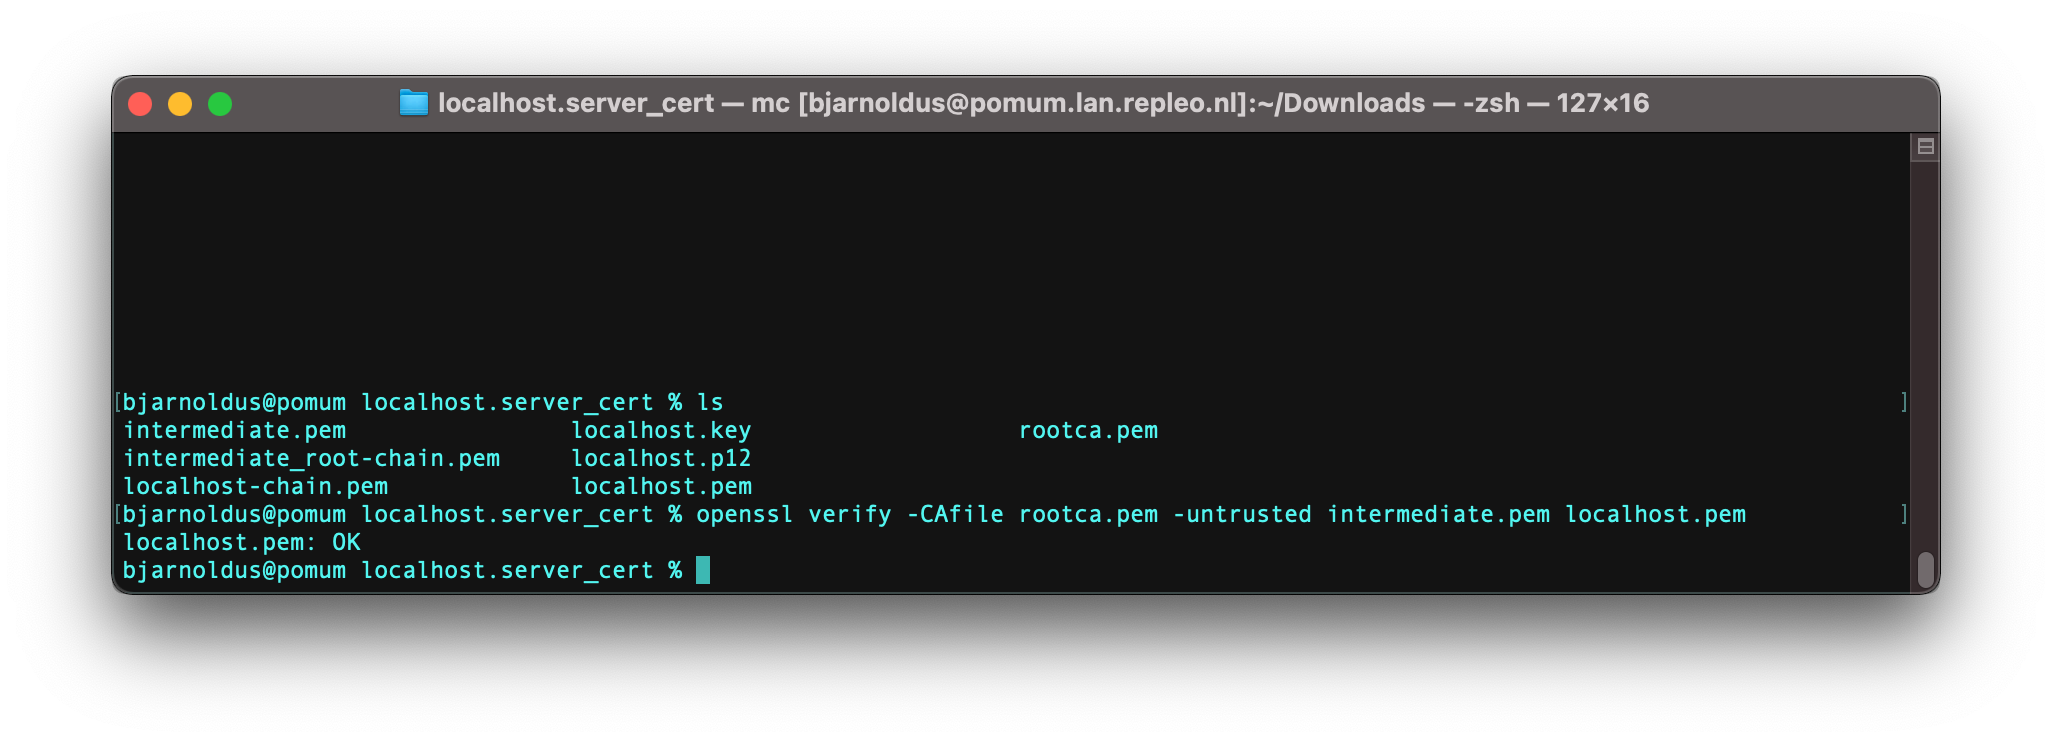 localhost.server_cert — mc [bjarnoldus@pomum.lan.repleo.nl]:~/Downloads — -zsh — 127×16
[bjarnoldus@pomum localhost.server_cert % ls ]
intermediate.pem localhost.key rootca.pem
intermediate_root-chain.pem localhost.p12
localhost-chain.pem localhost.pem
[bjarnoldus@pomum localhost.server_cert % openssl verify -CAfile rootca.pem -untrusted intermediate.pem localhost.pem ]
localhost.pem: OK
bjarnoldus@pomum localhost.server_cert %